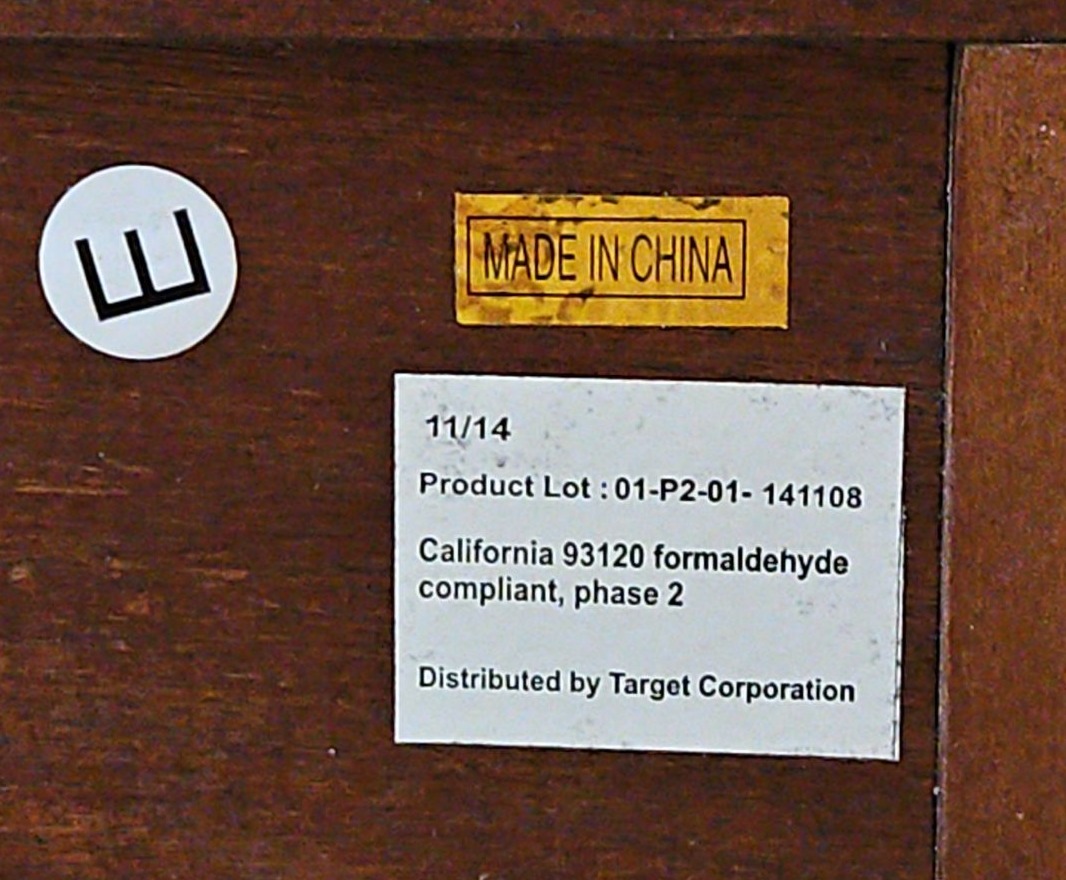 E
MADE IN CHINA
11/14
Product Lot : 01-P2-01- 141108
California 93120 formaldehyde
compliant, phase 2
Distributed by Target Corporation